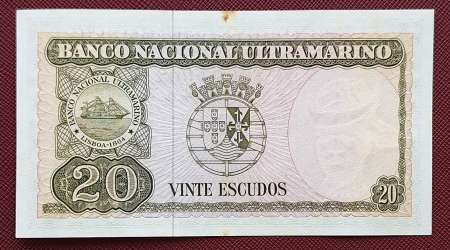 BANCO NACIONAL ULTRAMARINO
BANCO NACIONAL ULTRAMARINO
LISBOA-1864
20
VINTE ESCUDOS
20